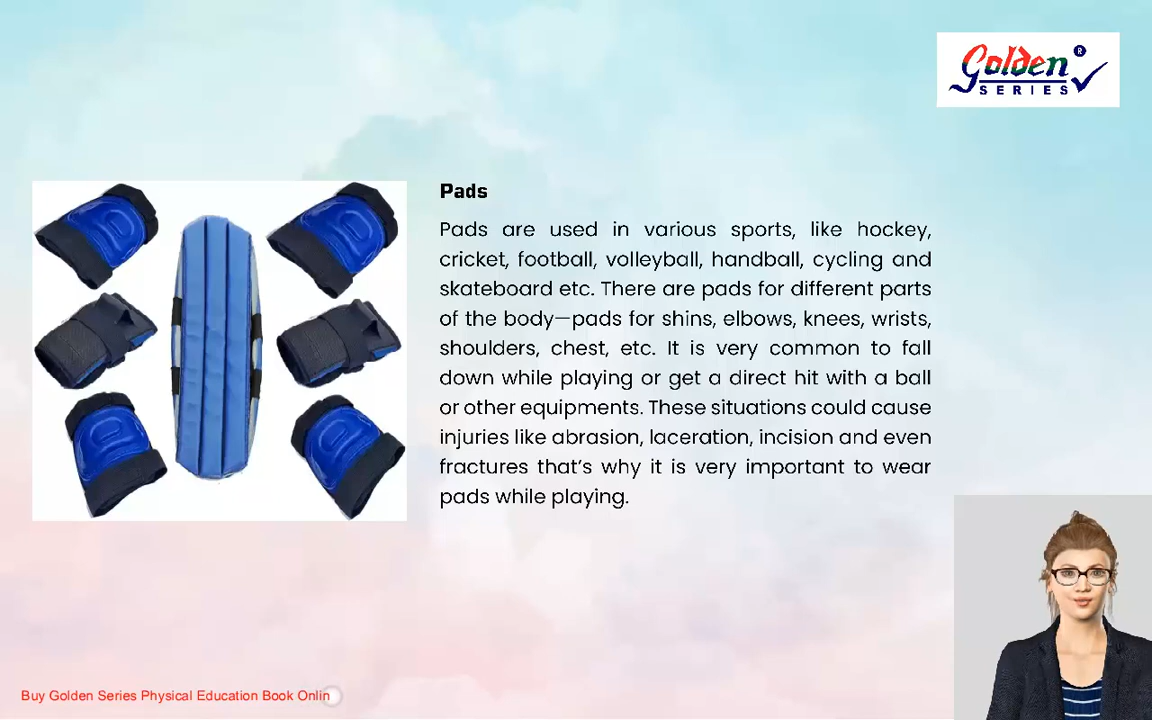 Golden®
SERIES
Pads
Pads are used in various sports, like hockey,
cricket, football, volleyball, handball, cycling and
skateboard etc. There are pads for different parts
of the body—pads for shins, elbows, knees, wrists,
shoulders, chest, etc. It is very common to fall
down while playing or get a direct hit with a ball
or other equipments. These situations could cause
injuries like abrasion, laceration, incision and even
fractures that's why it is very important to wear
pads while playing.
Buy Golden Series Physical Education Book Onlin